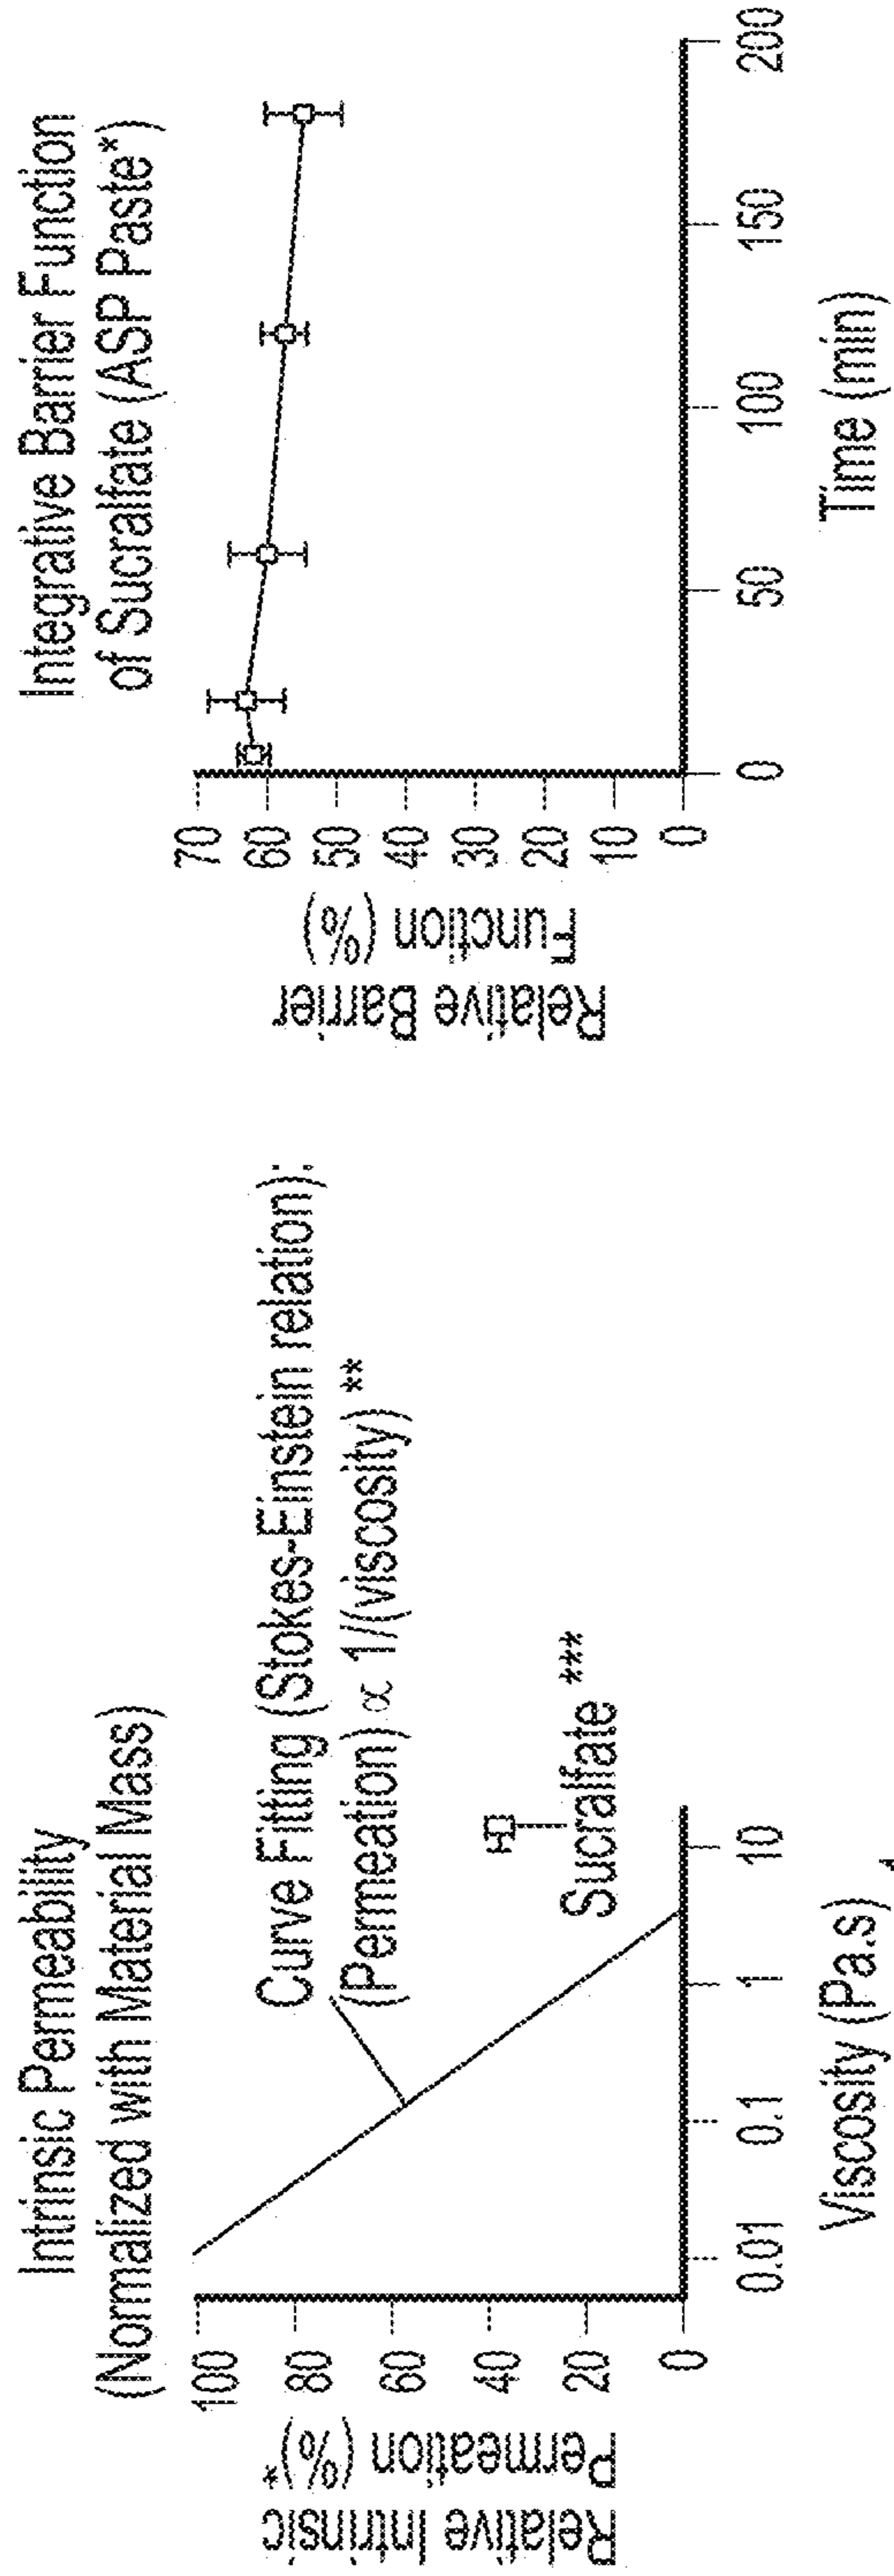 Intrinsic Permeability
(Normalized with Material Mass)
Relative Intrinsic
Permeation (%)*
100
80
60
40
20
0
Curve Fitting (Stokes-Einstein relation):
(Permeation) ∝ 1/(viscosity) **
Sucralfate ***
0.01
0.1
1
10
Viscosity (Pa.s)
Integrative Barrier Function
of Sucralfate (ASP Paste*)
Relative Barrier
Function (%)
70
60
50
40
30
20
10
0
0
50
100
150
200
Time (min)